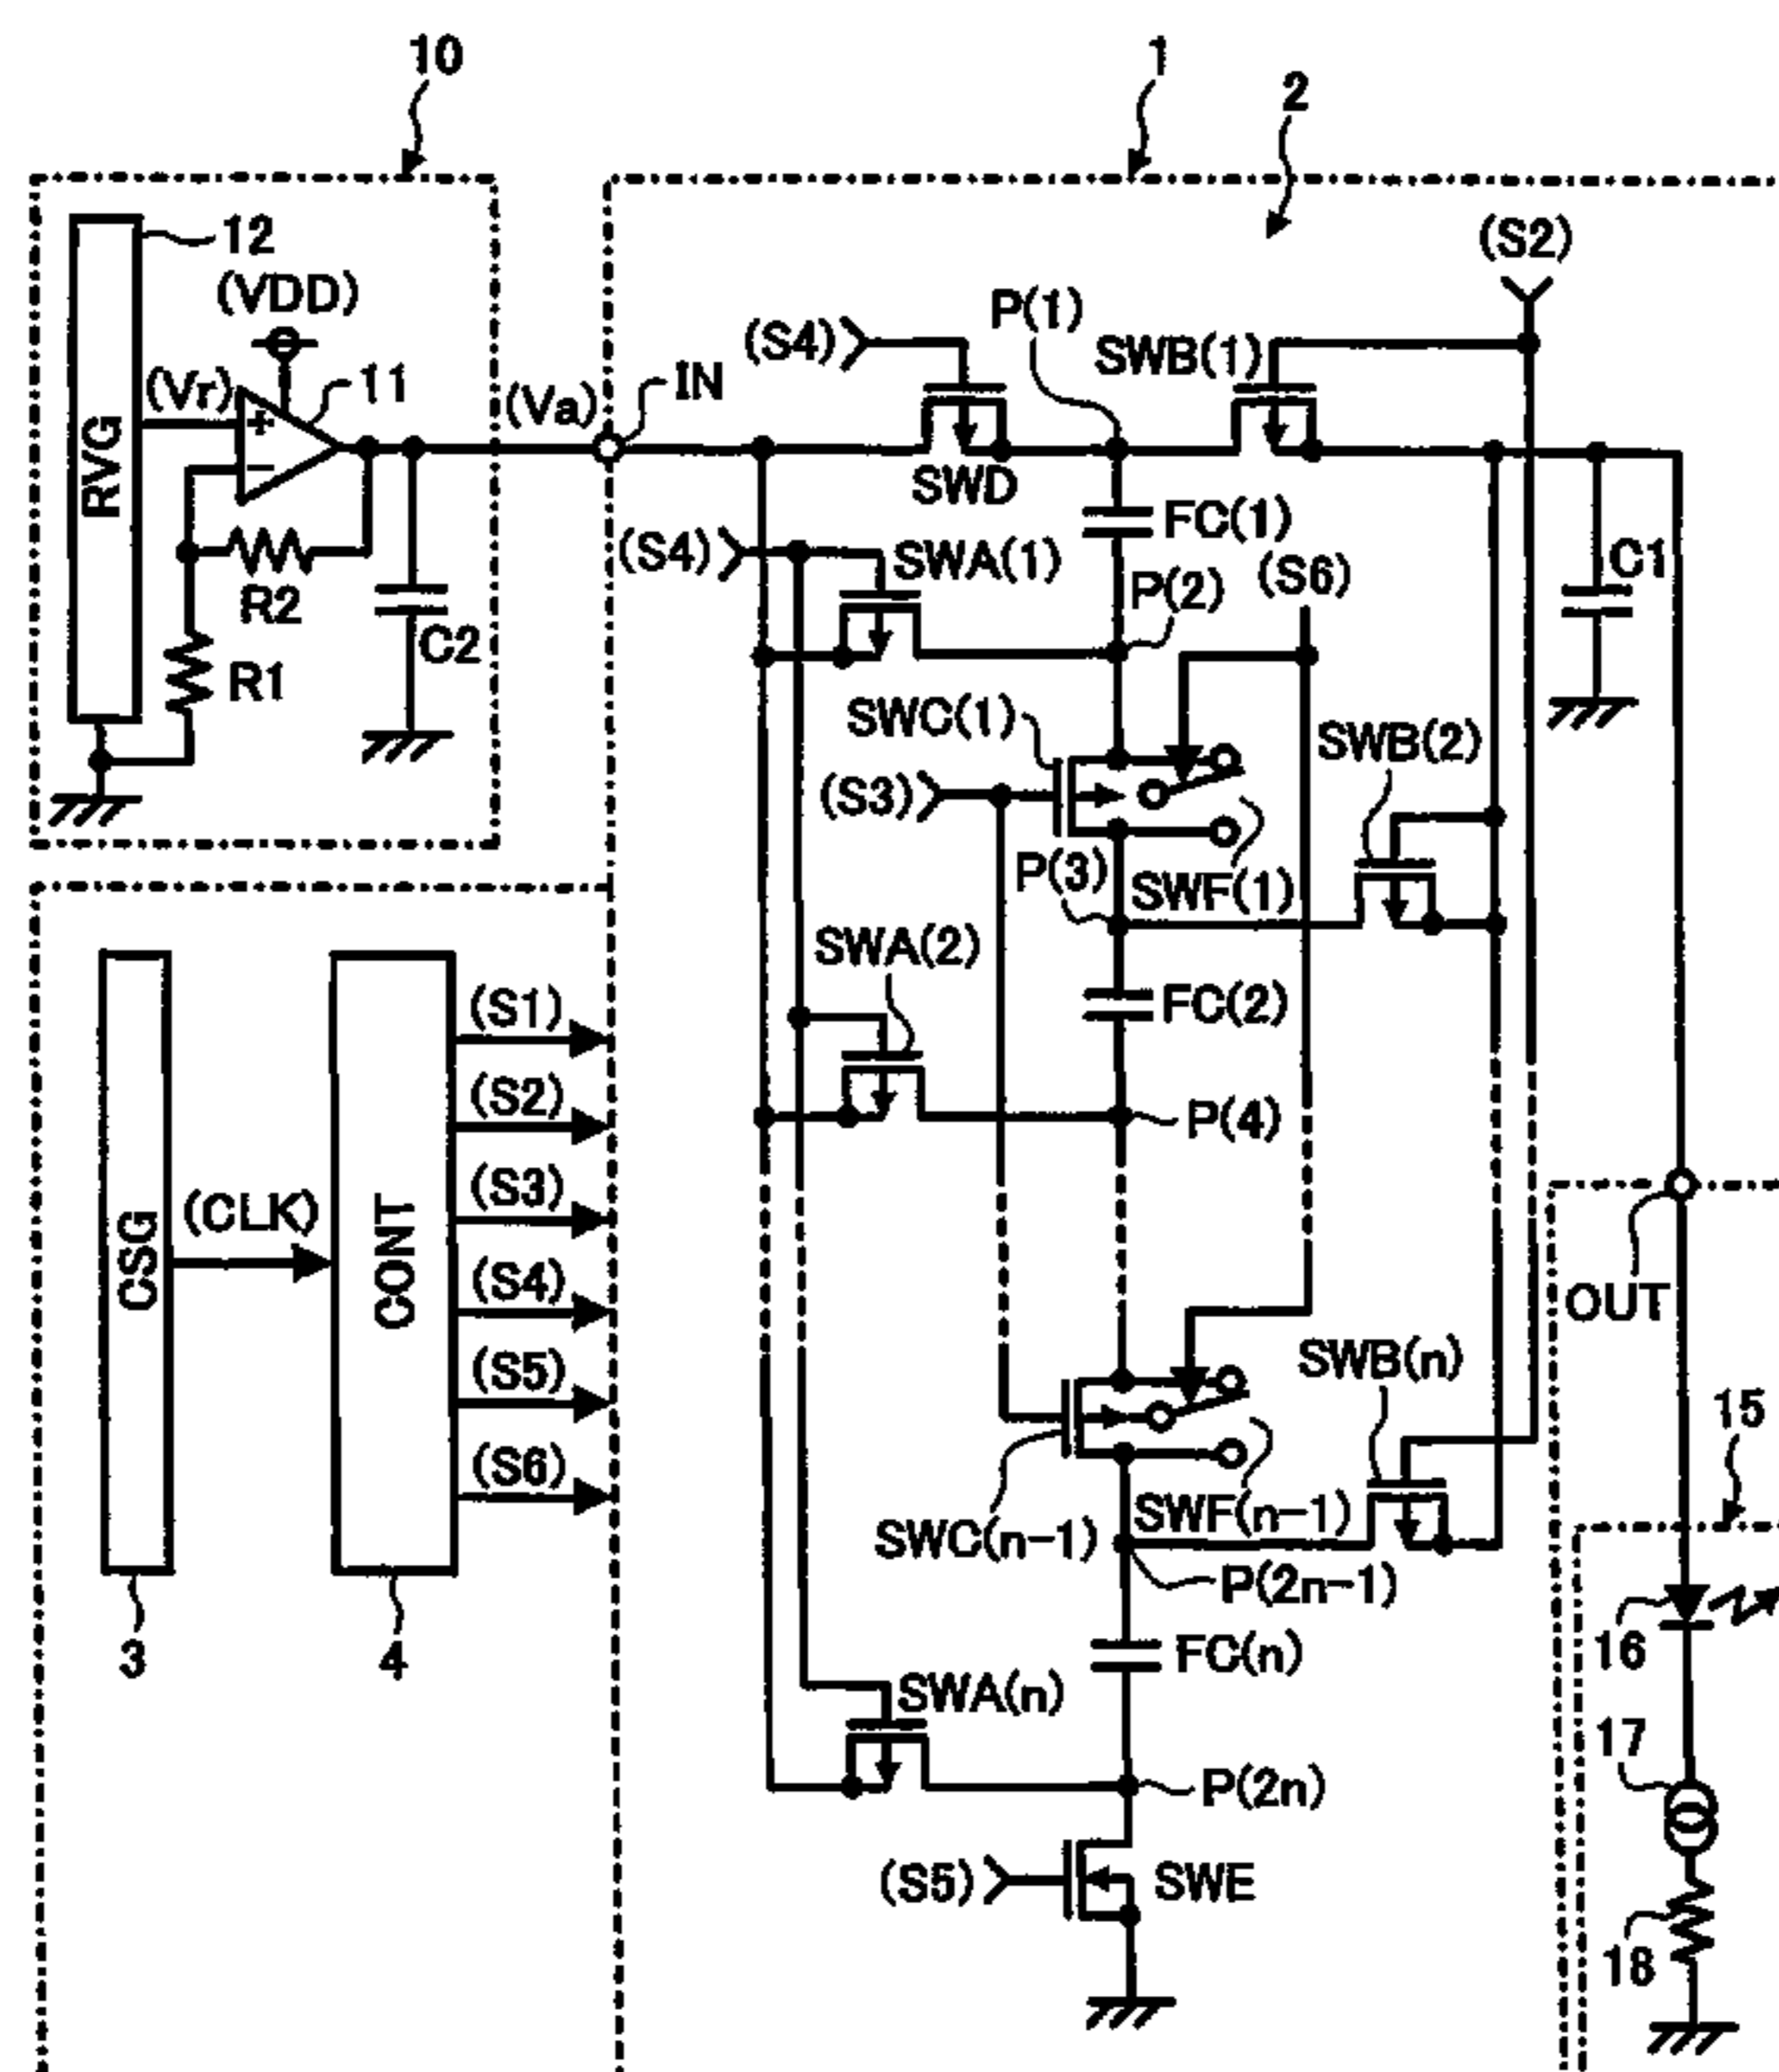 10
1
2
12
(VDD)
(S2)
P(1)
(S4)
SWB(1)
(Vr)
11
(Va)
IN
RVG
SWD
FC(1)
(S4)
SWA(1)
(S6)
P(2)
C1
R2
C2
R1
SWC(1)
SWB(2)
(S3)
P(3)
SWF(1)
SWA(2)
FC(2)
(S1)
(S2)
P(4)
(S3)
(CLK)
CSG
CONT
(S4)
OUT
(S5)
SWB(n)
15
(S6)
SWF(n-1)
SWC(n-1)
P(2n-1)
3
4
16
FC(n)
SWA(n)
17
P(2n)
(S5)
SWE
18